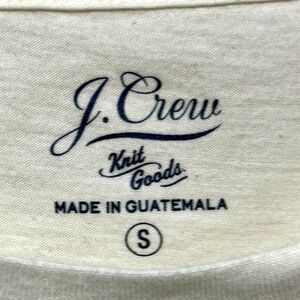 J. Crew
Knit
Goods.
MADE IN GUATEMALA
S